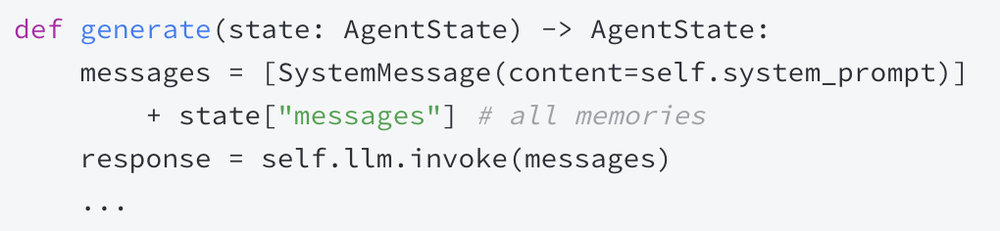 def generate(state: AgentState) -> AgentState:
    messages = [SystemMessage(content=self.system_prompt)]
        + state["messages"] # all memories
    response = self.llm.invoke(messages)
    ...